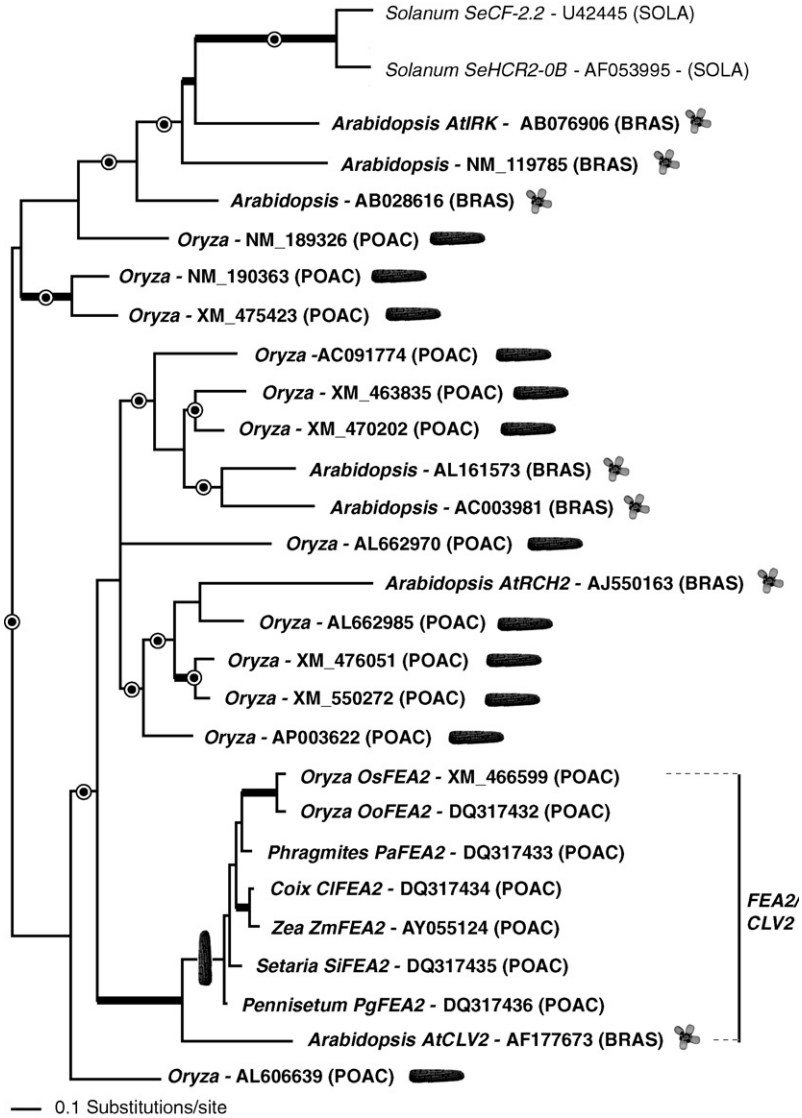 Solanum SeCF-2.2 - U42445 (SOLA)
Solanum SeHCR2-0B - AF053995 - (SOLA)
Arabidopsis AtIRK - AB076906 (BRAS)
Arabidopsis - NM_119785 (BRAS)
Arabidopsis - AB028616 (BRAS)
Oryza - NM_189326 (POAC)
Oryza - NM_190363 (POAC)
Oryza - XM_475423 (POAC)
Oryza -AC091774 (POAC)
Oryza - XM_463835 (POAC)
Oryza - XM_470202 (POAC)
Arabidopsis - AL161573 (BRAS)
Arabidopsis - AC003981 (BRAS)
Oryza - AL662970 (POAC)
Arabidopsis AtRCH2 - AJ550163 (BRAS)
Oryza - AL662985 (POAC)
Oryza - XM_476051 (POAC)
Oryza - XM_550272 (POAC)
Oryza - AP003622 (POAC)
Oryza OsFEA2 - XM_466599 (POAC)
Oryza OoFEA2 - DQ317432 (POAC)
Phragmites PaFEA2 - DQ317433 (POAC)
Coix ClFEA2 - DQ317434 (POAC)
Zea ZmFEA2 - AY055124 (POAC)
Setaria SiFEA2 - DQ317435 (POAC)
Pennisetum PgFEA2 - DQ317436 (POAC)
Arabidopsis AtCLV2 - AF177673 (BRAS)
FEA2/
CLV2
Oryza - AL606639 (POAC)
0.1 Substitutions/site